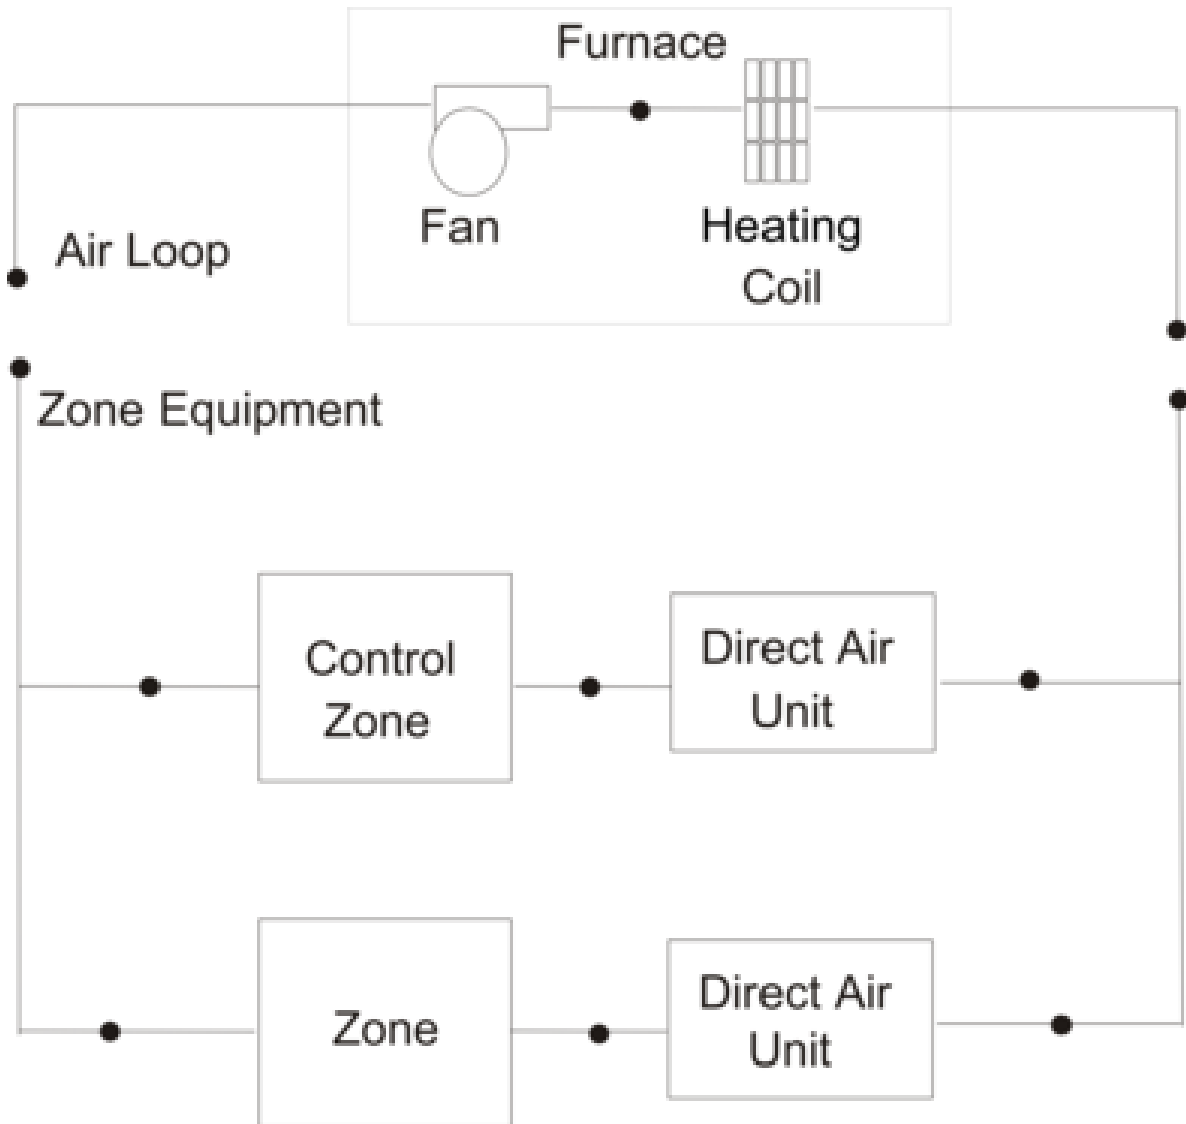 Furnace
Fan
Heating
Coil
Air Loop
Zone Equipment
Control
Zone
Direct Air
Unit
Zone
Direct Air
Unit